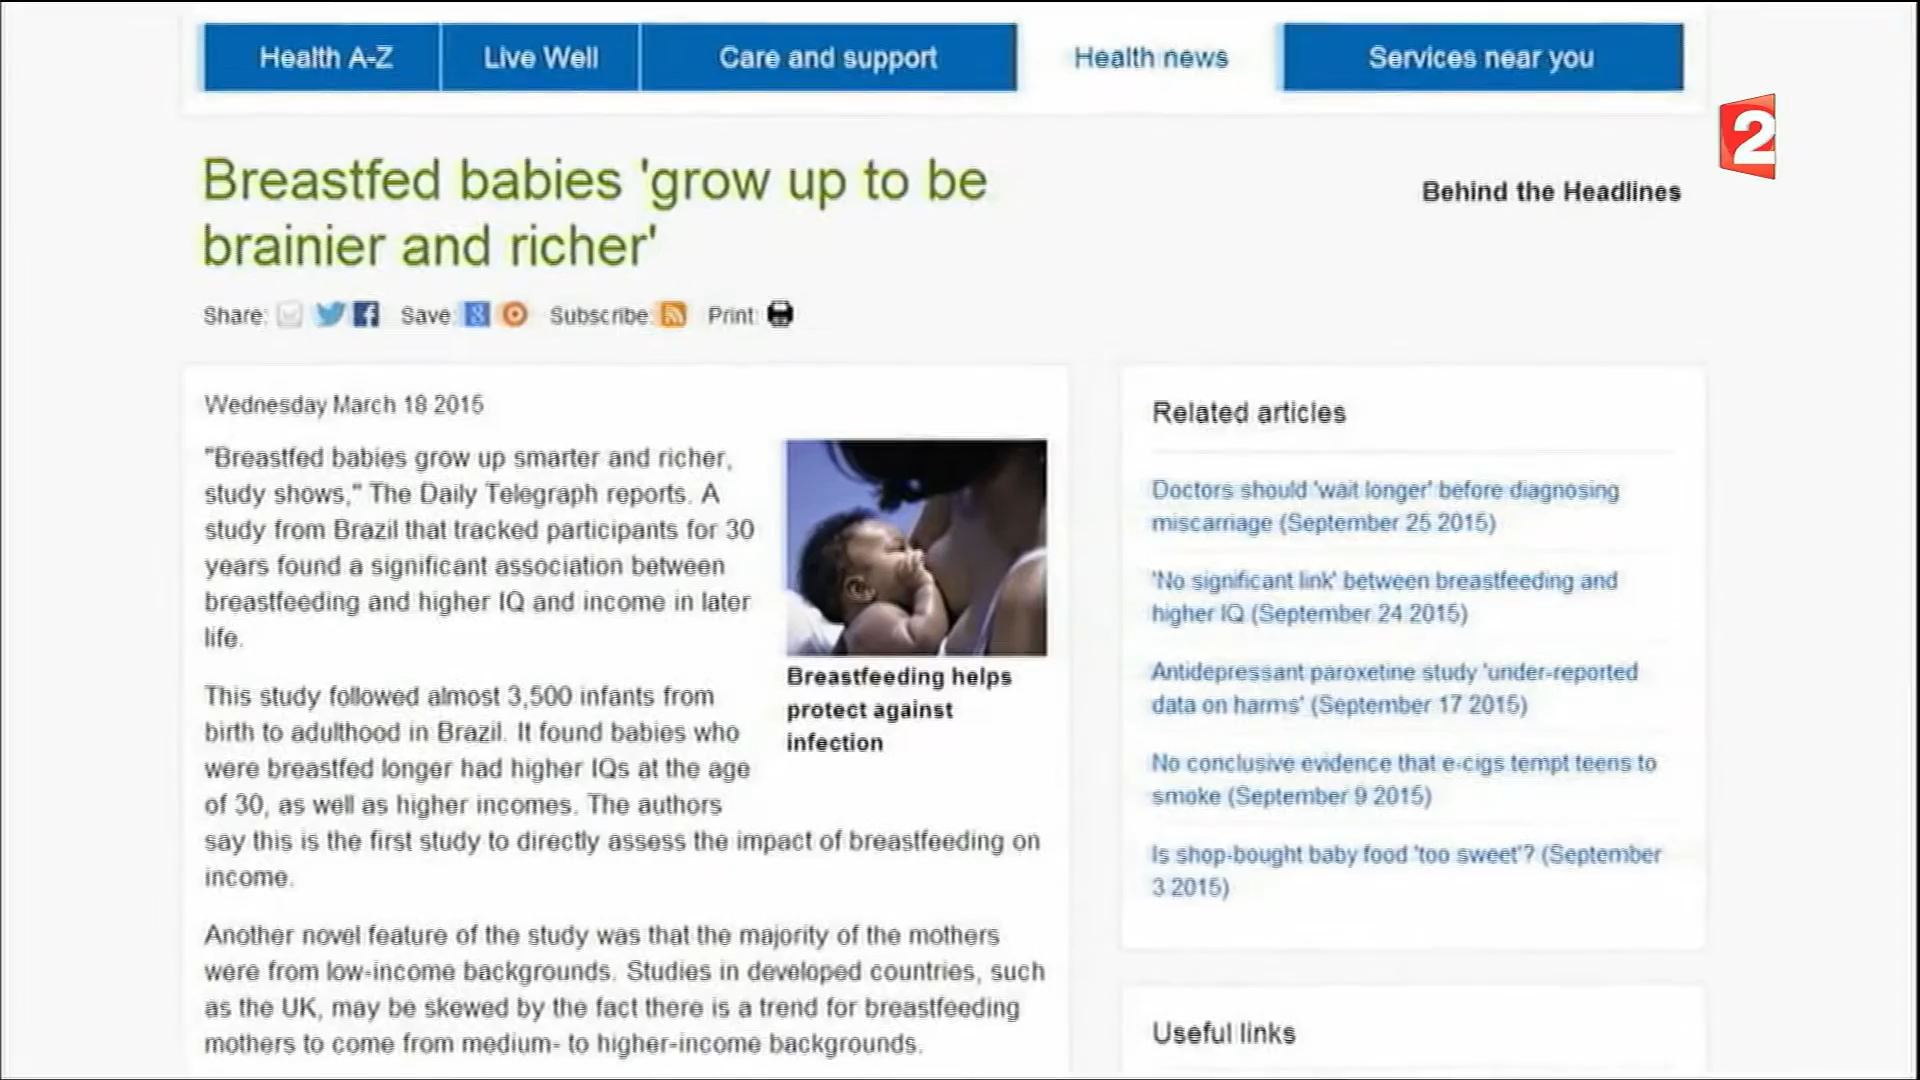 Health A-Z
Live Well
Care and support
Health news
Services near you
2
Breastfed babies 'grow up to be
brainier and richer'
Behind the Headlines
Share:
Save:
8
Subscribe:
Print:
Wednesday March 18 2015
"Breastfed babies grow up smarter and richer,
study shows," The Daily Telegraph reports. A
study from Brazil that tracked participants for 30
years found a significant association between
breastfeeding and higher IQ and income in later
life.
This study followed almost 3,500 infants from
birth to adulthood in Brazil. It found babies who
were breastfed longer had higher IQs at the age
of 30, as well as higher incomes. The authors
say this is the first study to directly assess the impact of breastfeeding on
income.
Another novel feature of the study was that the majority of the mothers
were from low-income backgrounds. Studies in developed countries, such
as the UK, may be skewed by the fact there is a trend for breastfeeding
mothers to come from medium- to higher-income backgrounds.
Breastfeeding helps
protect against
infection
Related articles
Doctors should 'wait longer' before diagnosing
miscarriage (September 25 2015)
'No significant link' between breastfeeding and
higher IQ (September 24 2015)
Antidepressant paroxetine study 'under-reported
data on harms' (September 17 2015)
No conclusive evidence that e-cigs tempt teens to
smoke (September 9 2015)
Is shop-bought baby food 'too sweet'? (September
3 2015)
Useful links